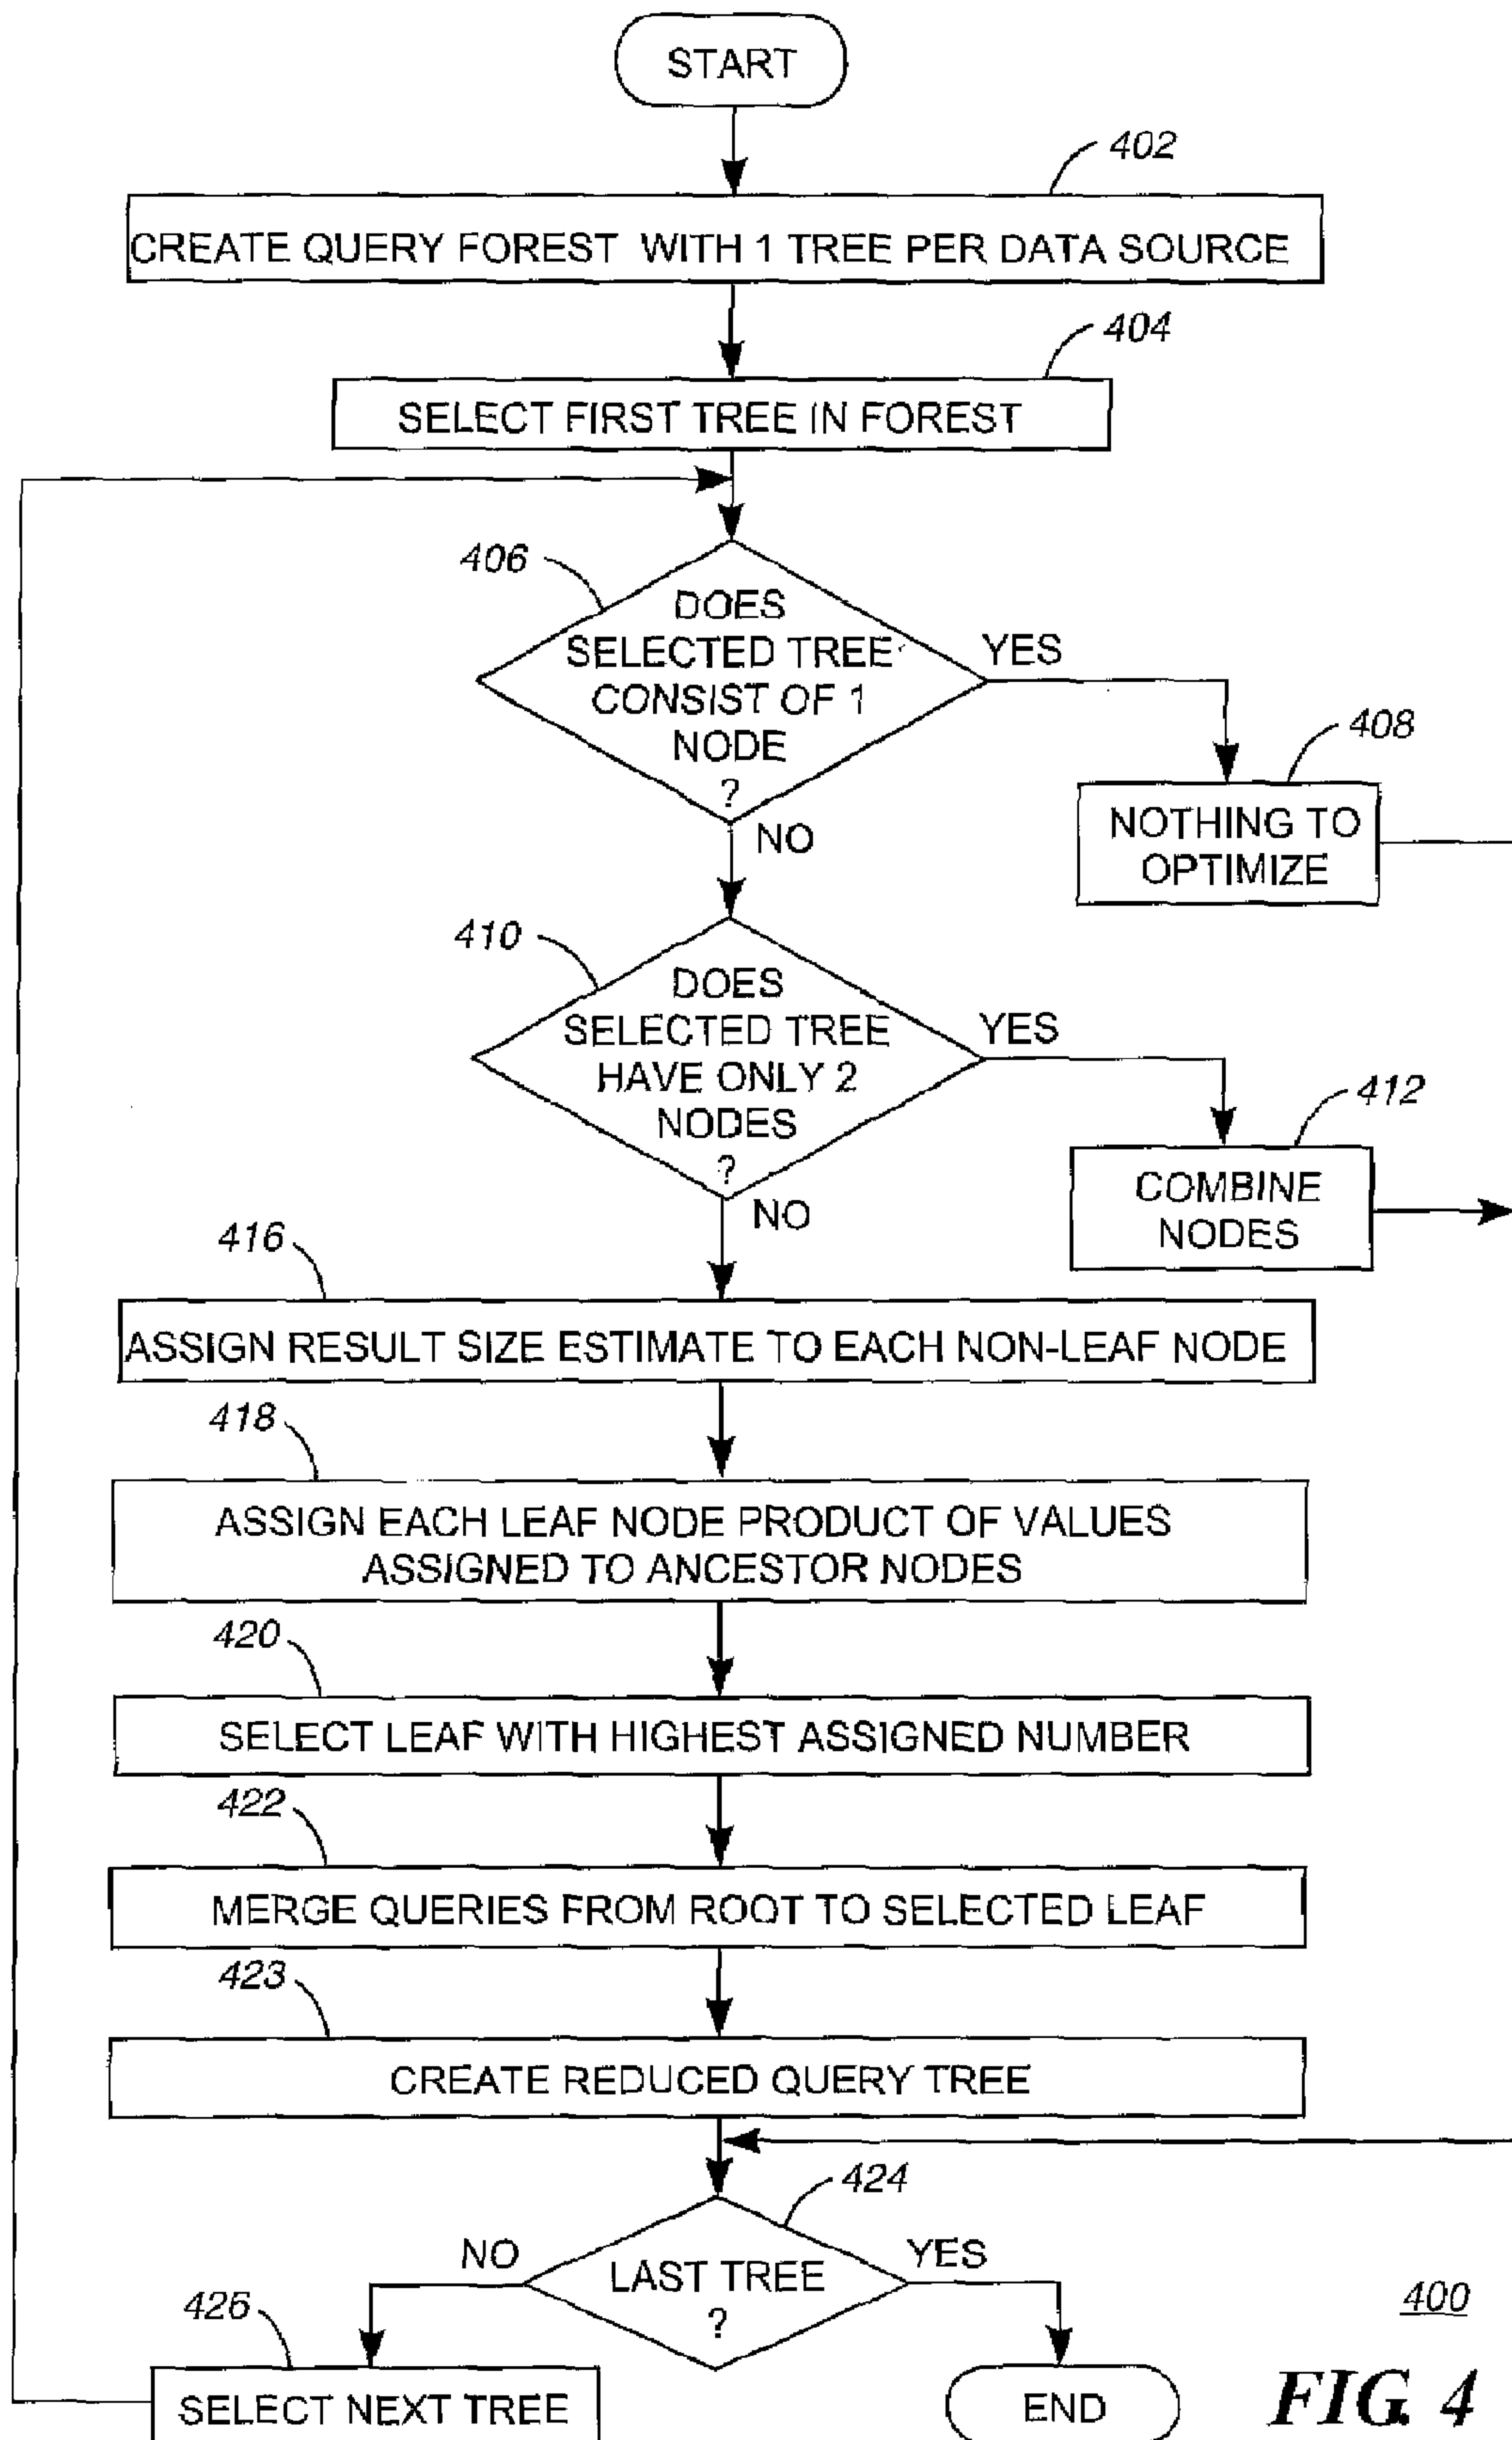 START
402
CREATE QUERY FOREST WITH 1 TREE PER DATA SOURCE
404
SELECT FIRST TREE IN FOREST
406
DOES
SELECTED TREE
CONSIST OF 1
NODE
?
YES
408
NOTHING TO
OPTIMIZE
NO
410
DOES
SELECTED TREE
HAVE ONLY 2
NODES
?
YES
412
COMBINE
NODES
NO
416
ASSIGN RESULT SIZE ESTIMATE TO EACH NON-LEAF NODE
418
ASSIGN EACH LEAF NODE PRODUCT OF VALUES
ASSIGNED TO ANCESTOR NODES
420
SELECT LEAF WITH HIGHEST ASSIGNED NUMBER
422
MERGE QUERIES FROM ROOT TO SELECTED LEAF
423
CREATE REDUCED QUERY TREE
424
NO
LAST TREE
?
YES
426
SELECT NEXT TREE
END
400
FIG. 4